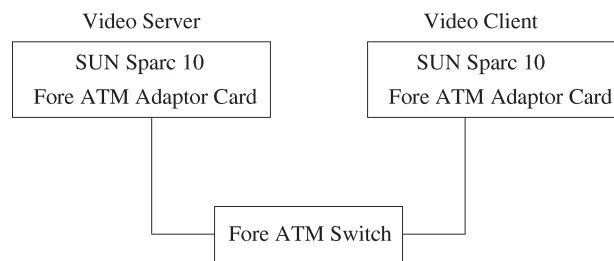 Video Server
SUN Sparc 10
Fore ATM Adaptor Card
Video Client
SUN Sparc 10
Fore ATM Adaptor Card
Fore ATM Switch